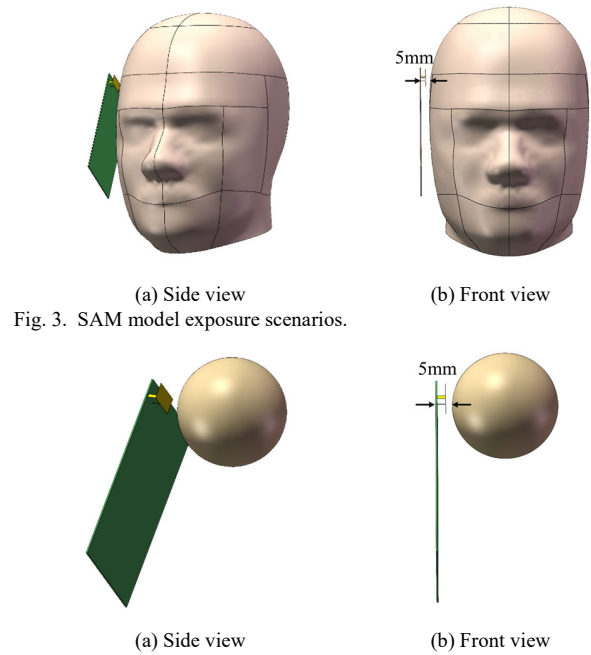 5mm
(a) Side view (b) Front view
Fig. 3. SAM model exposure scenarios.
5mm
(a) Side view (b) Front view